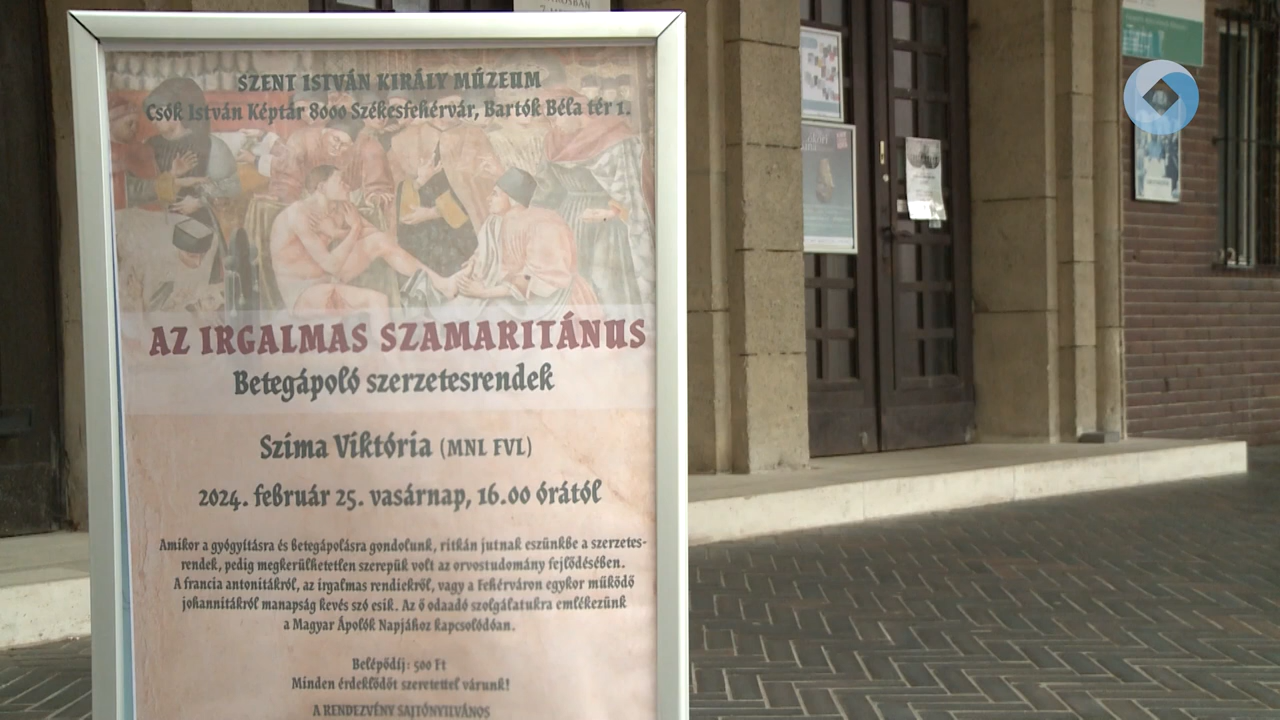 SZENT ISTVÁN KIRÁLY MÚZEUM
Csók István Képtár 8000 Székesfehérvár, Bartók Béla tér 1.
AZ IRGALMAS SZAMARITÁNUS
Betegápoló szerzetesrendek
Szima Viktória (MNL FVL)
2024. február 25. vasárnap, 16.00 órától
Amikor a gyógyításra és betegápolásra gondolunk, ritkán jutnak eszünkbe a szerzetes-
rendek, pedig megkerülhetetlen szerepük volt az orvostudomány fejlődésében.
A francia antonitákról, az irgalmas rendiekről, vagy a Fehérváron egykor működő
johannitákról manapság kevés szó esik. Az ő odaadó szolgálatukra emlékezünk
a Magyar Ápolók Napjához kapcsolódóan.
Belépődíj: 500 Ft
Minden érdeklődőt szeretettel várunk!
A RENDEZVÉNY SAJTÓNYILVÁNOS